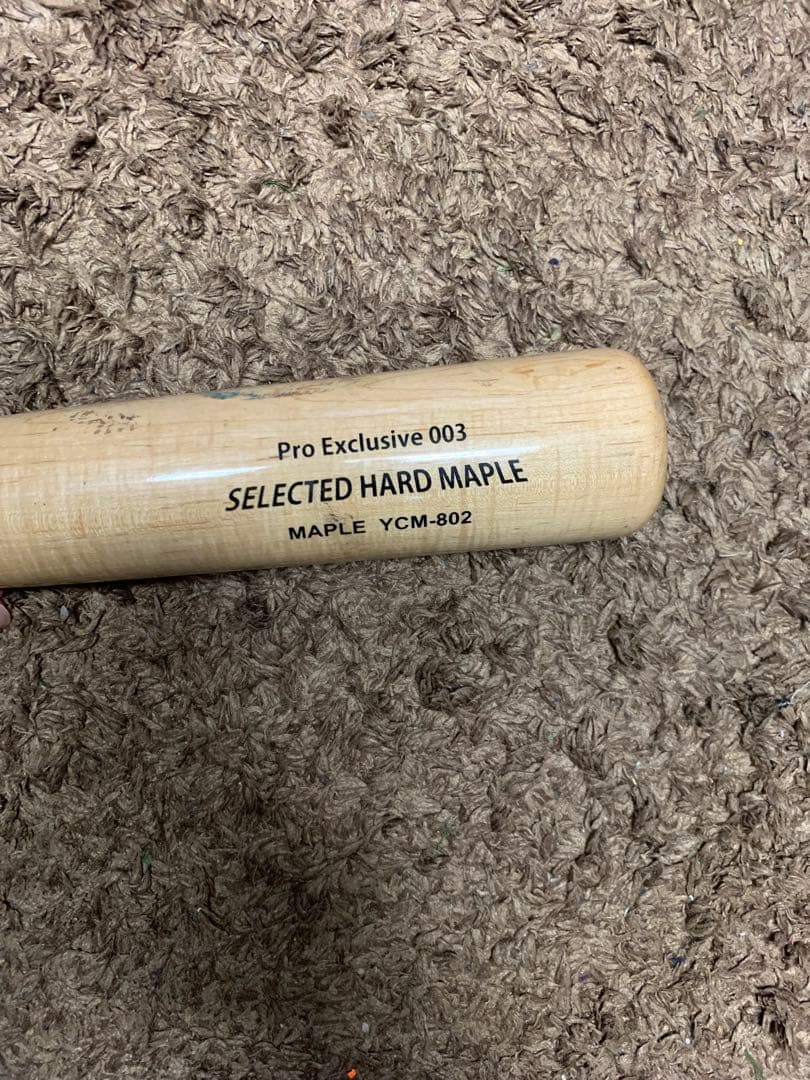 Pro Exclusive 003
SELECTED HARD MAPLE
MAPLE YCM-802